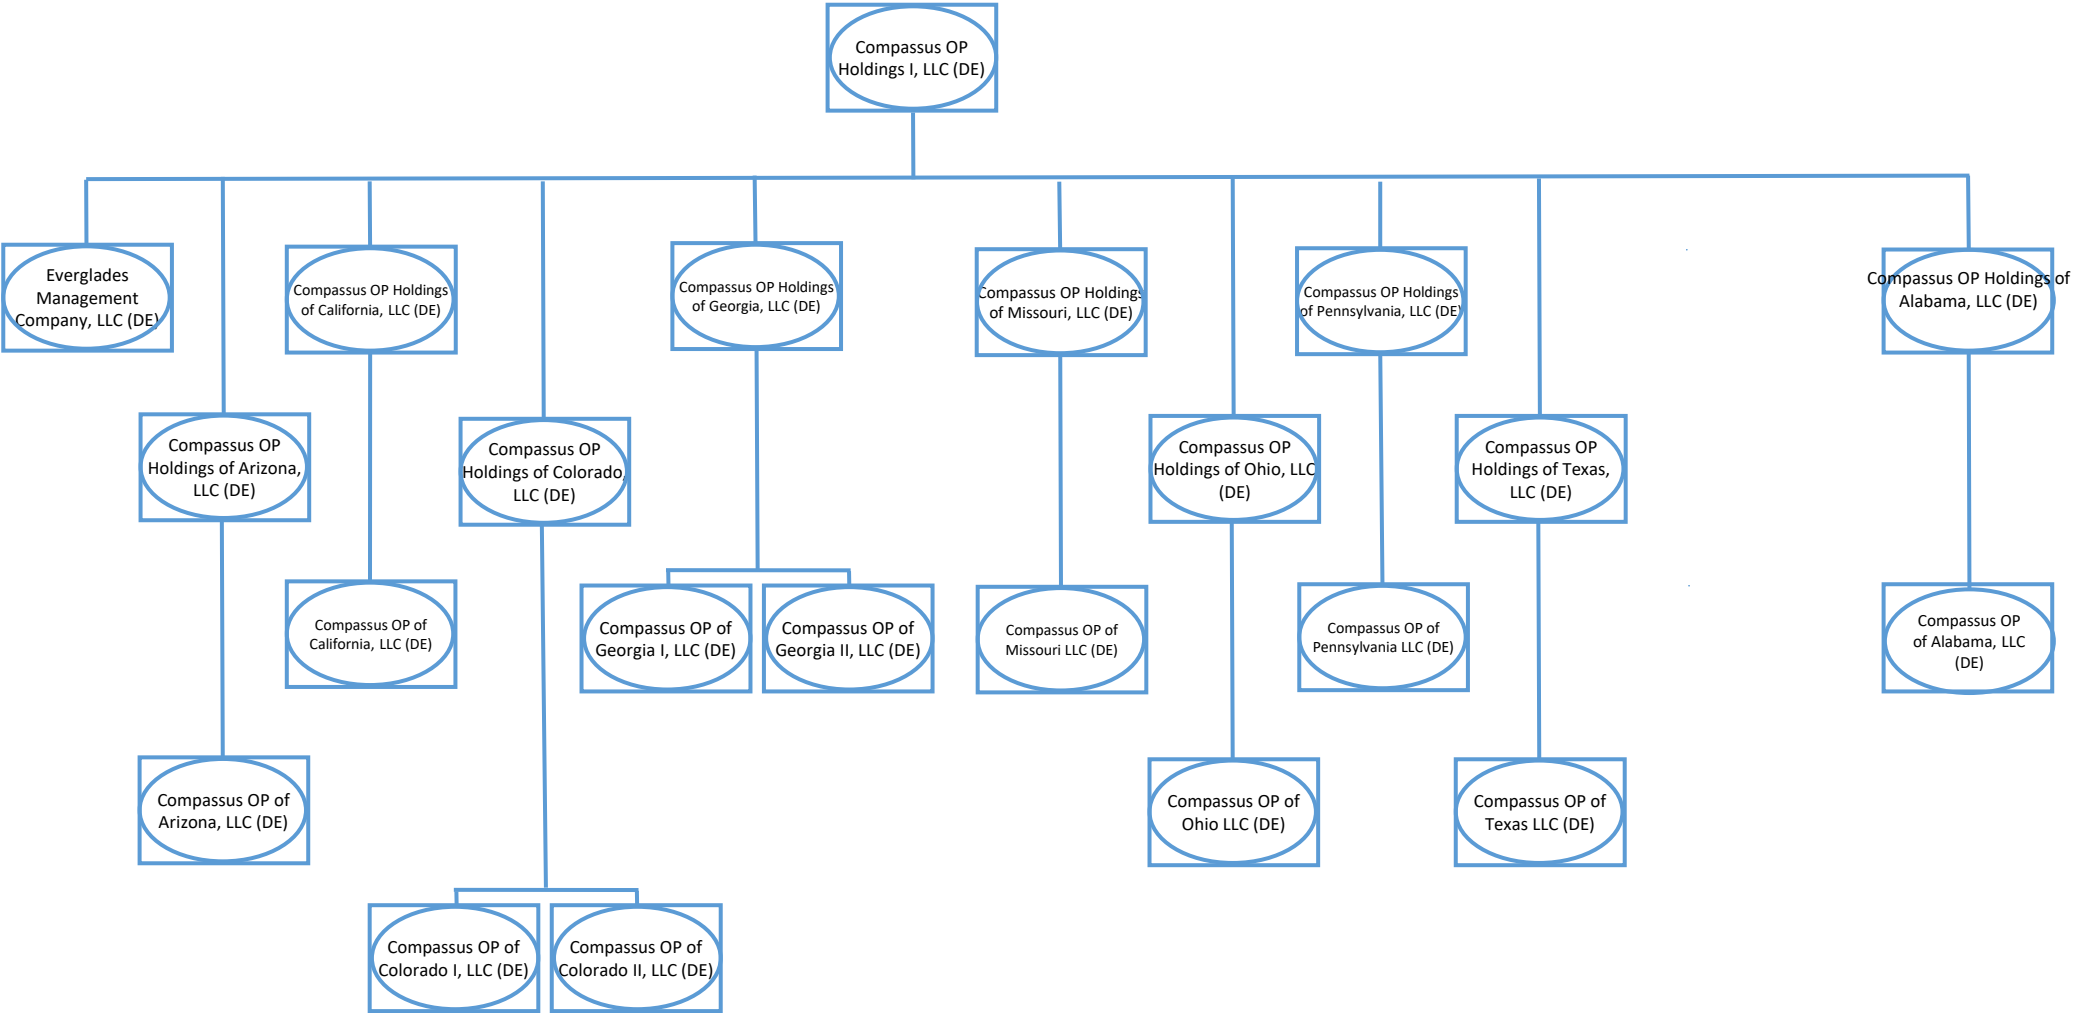 Compassus OP
Holdings I, LLC (DE)
Everglades
Management
Company, LLC (DE)
Compassus OP Holdings
of California, LLC (DE)
Compassus OP Holdings
of Georgia, LLC (DE)
Compassus OP Holdings
of Missouri, LLC (DE)
Compassus OP Holdings
of Pennsylvania, LLC (DE)
Compassus OP Holdings of
Alabama, LLC (DE)
Compassus OP
Holdings of Arizona,
LLC (DE)
Compassus OP
Holdings of Colorado,
LLC (DE)
Compassus OP
Holdings of Ohio, LLC
(DE)
Compassus OP
Holdings of Texas,
LLC (DE)
Compassus OP of
California, LLC (DE)
Compassus OP of
Georgia I, LLC (DE)
Compassus OP of
Georgia II, LLC (DE)
Compassus OP of
Missouri LLC (DE)
Compassus OP of
Pennsylvania LLC (DE)
Compassus OP
of Alabama, LLC
(DE)
Compassus OP of
Arizona, LLC (DE)
Compassus OP of
Ohio LLC (DE)
Compassus OP of
Texas LLC (DE)
Compassus OP of
Colorado I, LLC (DE)
Compassus OP of
Colorado II, LLC (DE)